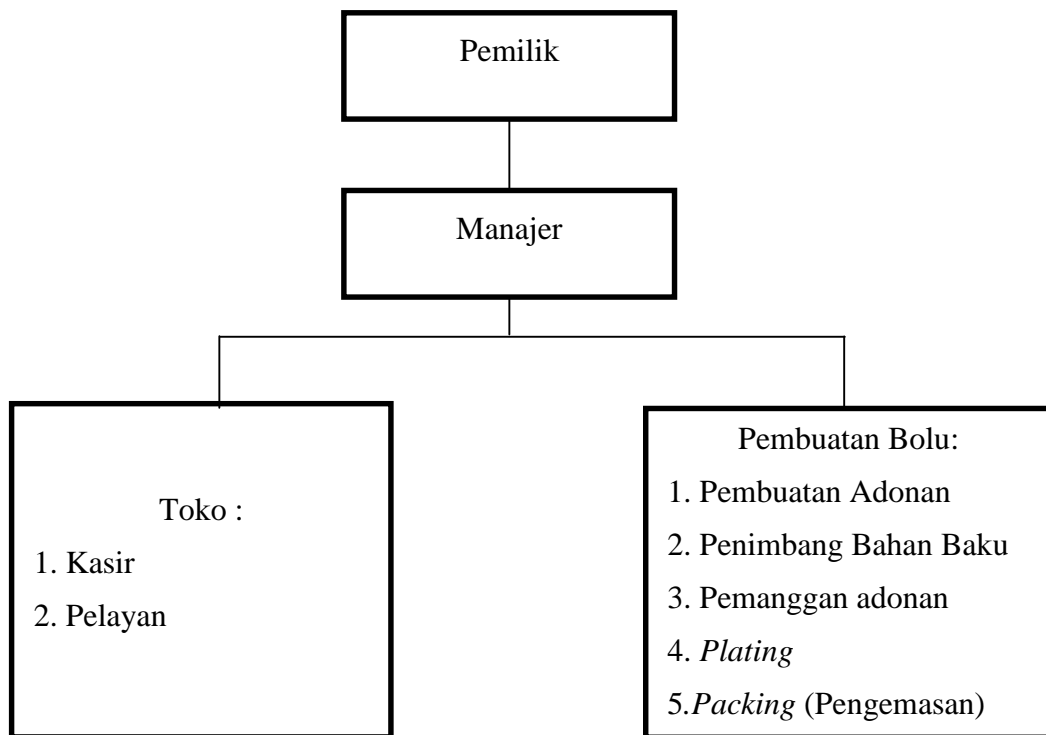 Pemilik
Manajer
Toko :
1. Kasir
2. Pelayan
Pembuatan Bolu:
1. Pembuatan Adonan
2. Penimbang Bahan Baku
3. Pemanggan adonan
4. Plating
5.Packing (Pengemasan)